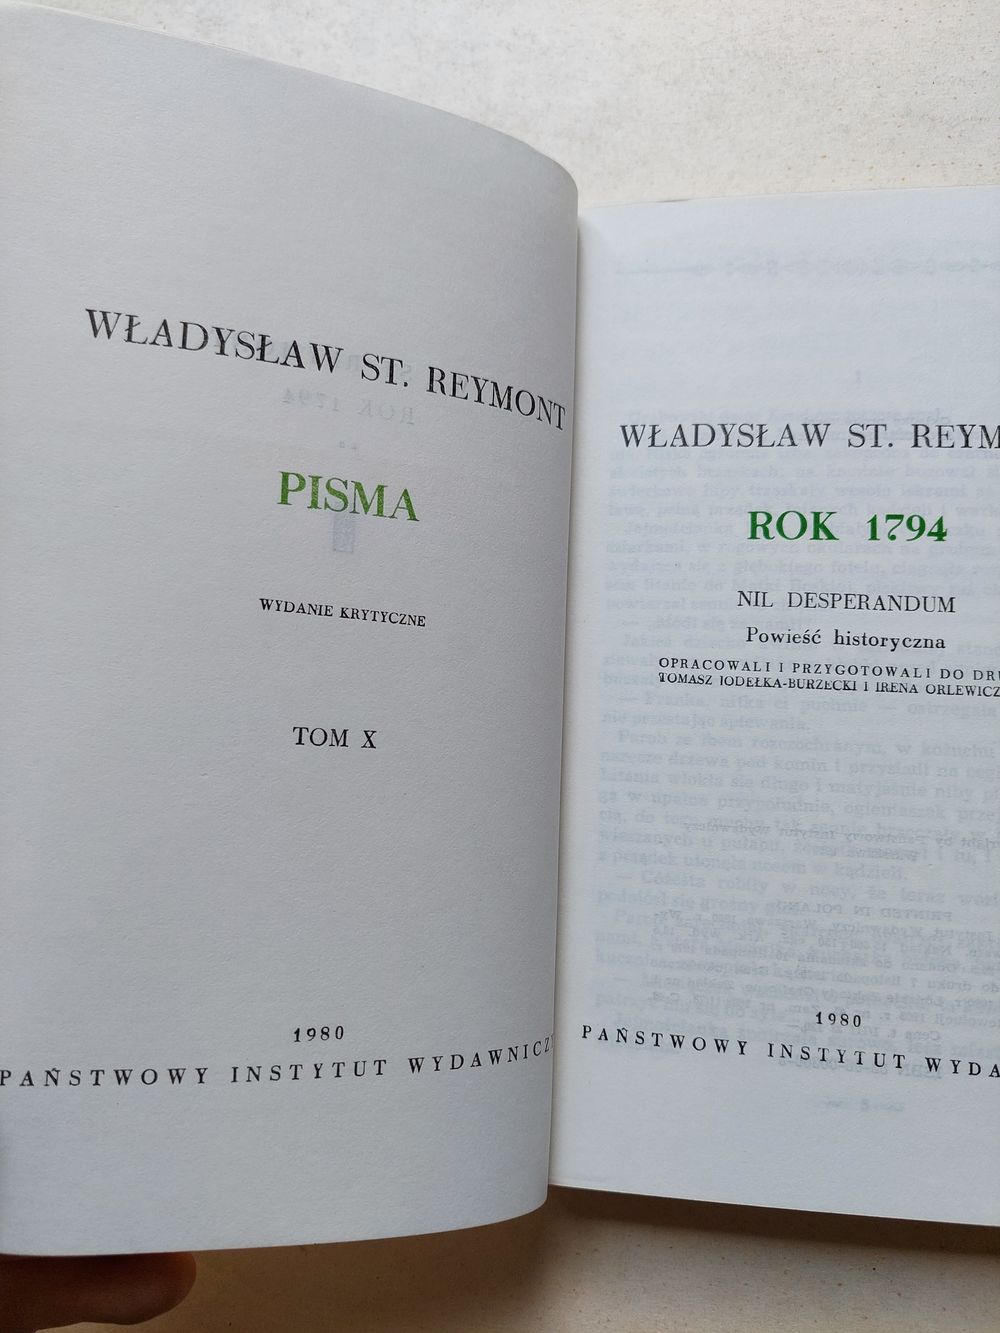 WŁADYSŁAW ST. REYMONT
PISMA
WYDANIE KRYTYCZNE
TOM X
1980
PAŃSTWOWY INSTYTUT WYDAWNICZY
WŁADYSŁAW ST. REYM
ROK 1794
NIL DESPERANDUM
Powieść historyczna
OPRACOWALI I PRZYGOTOWALI DO DRU
TOMASZ JODEŁKA-BURZECKI I IRENA ORLEWICZ
1980
PAŃSTWOWY INSTYTUT WYDA